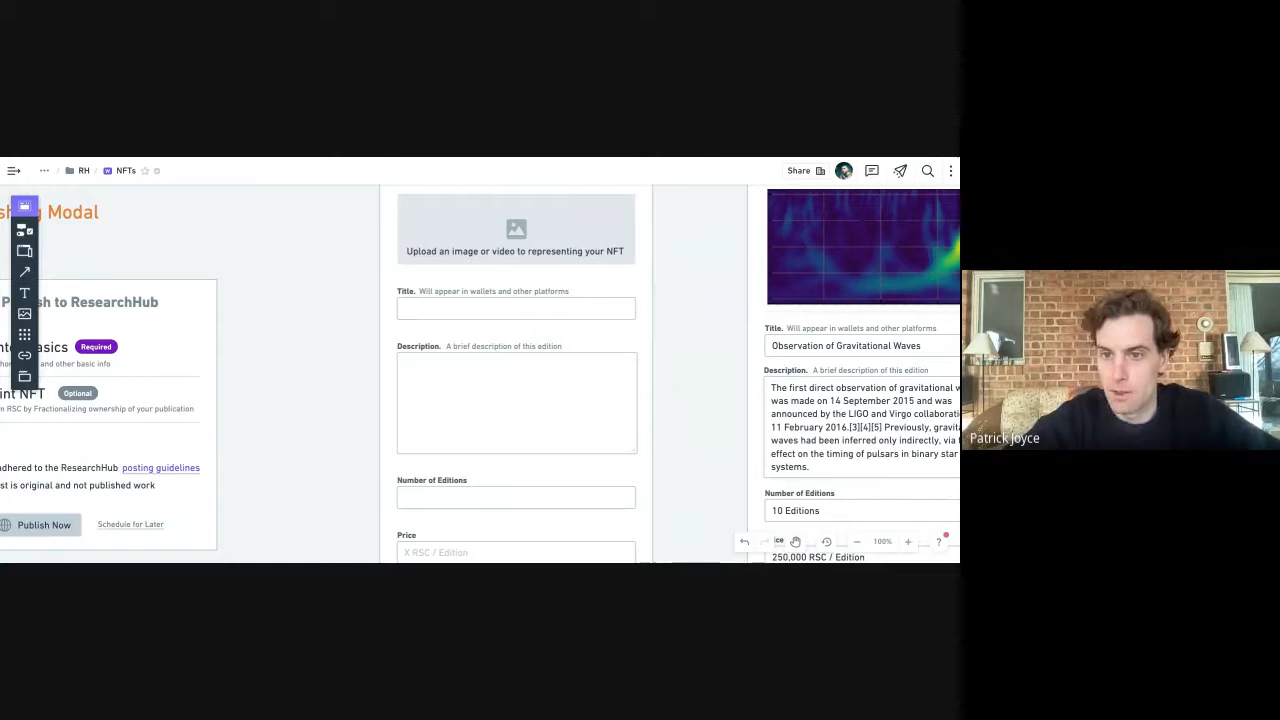 RH / NFTs
Share
Modal
Publish to ResearchHub
Basics Required
and other basic info
NFT Optional
RSC by Fractionalizing ownership of your publication
adhered to the ResearchHub posting guidelines
is original and not published work
Publish Now Schedule for Later
Upload an image or video to representing your NFT
Title. Will appear in wallets and other platforms
Description. A brief description of this edition
Number of Editions
Price
X RSC / Edition
Title. Will appear in wallets and other platforms
Observation of Gravitational Waves
Description. A brief description of this edition
The first direct observation of gravitational
was made on 14 September 2015 and was
announced by the LIGO and Virgo
11 February 2016.[3][4][5] Previously,
waves had been inferred only indirectly, via
effect on the timing of pulsars in binary star
systems.
Number of Editions
10 Editions
250,000 RSC / Edition
100%
?
Patrick Joyce